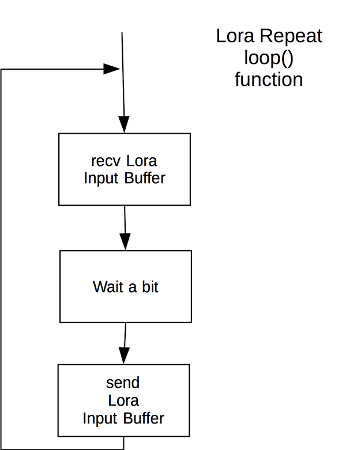 Lora Repeat
loop()
function
recv Lora
Input Buffer
Wait a bit
send
Lora
Input Buffer